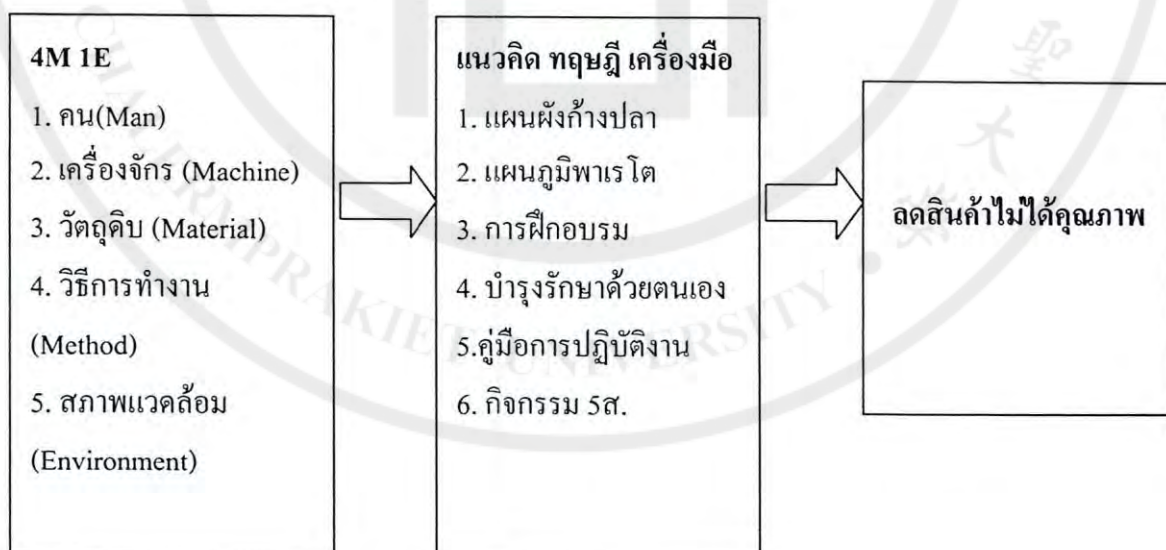 4M 1E
1. คน(Man)
2. เครื่องจักร (Machine)
3. วัตถุดิบ (Material)
4. วิธีการทำงาน
(Method)
5. สภาพแวดล้อม
(Environment)
แนวคิด ทฤษฎี เครื่องมือ
1. แผนผังก้างปลา
2. แผนภูมิพาเรโต
3. การฝึกอบรม
4. บำรุงรักษาด้วยตนเอง
5.คู่มือการปฏิบัติงาน
6. กิจกรรม 5ส.
ลดสินค้าไม่ได้คุณภาพ
UNIVERSITY
聖
大